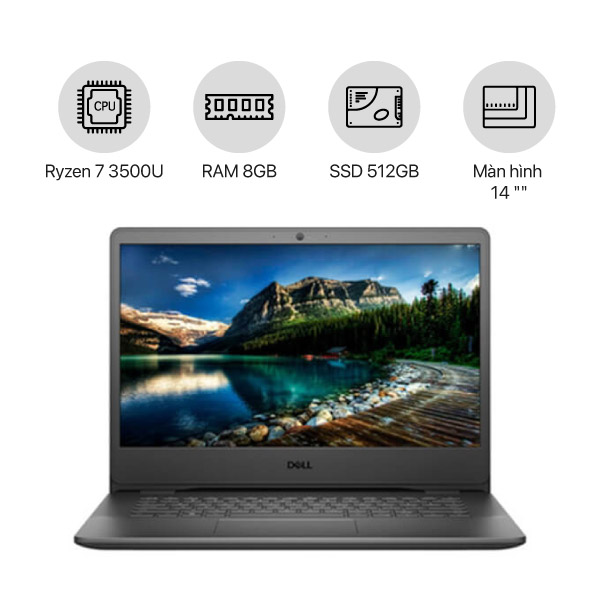 CPU
Ryzen 7 3500U
RAM 8GB
SSD 512GB
Màn hình
14 ""
DELL